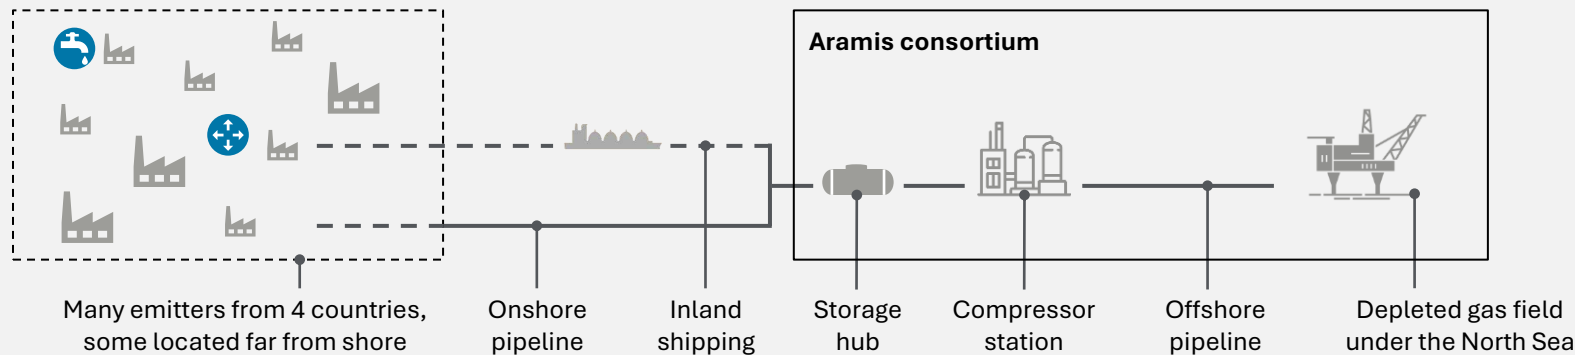 Aramis consortium
Many emitters from 4 countries,
some located far from shore
Onshore
pipeline
Inland
shipping
Storage
hub
Compressor
station
Offshore
pipeline
Depleted gas field
under the North Sea